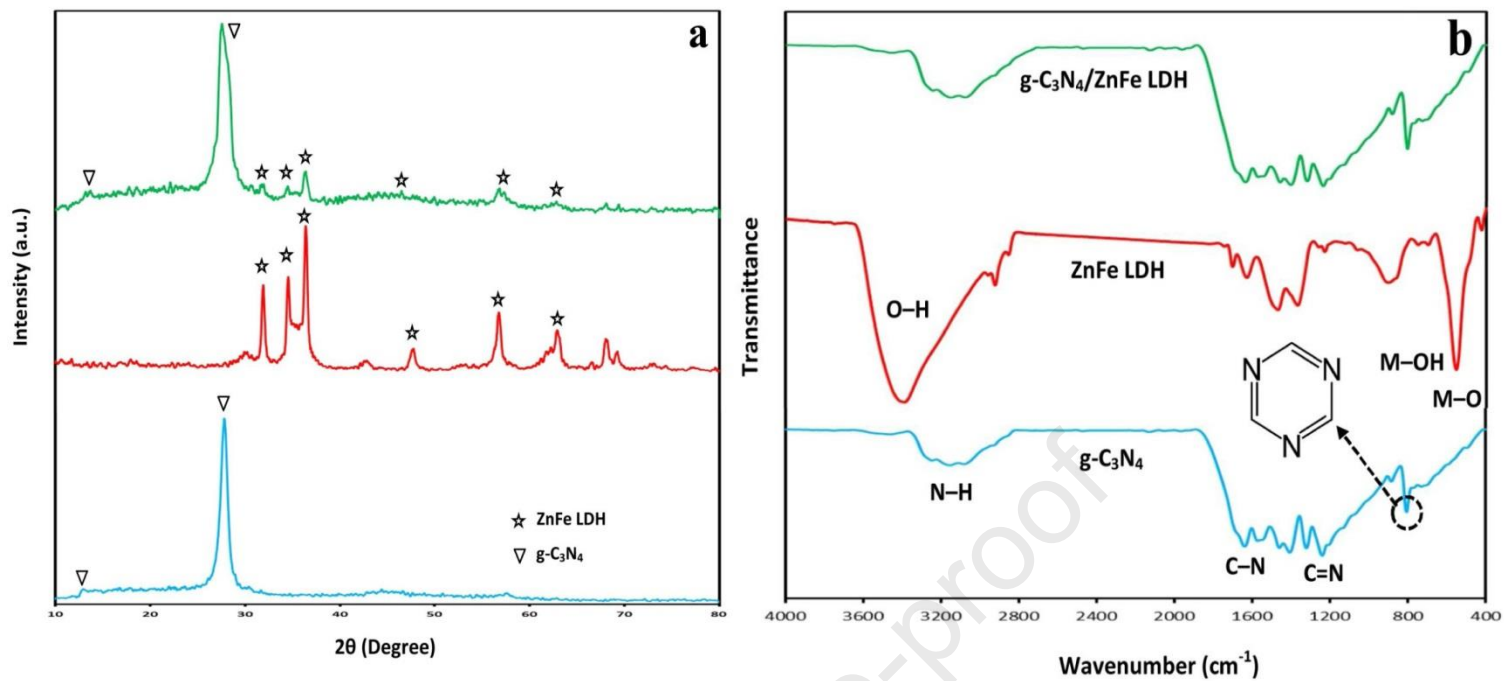 a
Intensity (a.u.)
☆ ZnFe LDH
▽ g-C₃N₄
10 20 30 40 50 60 70 80
2θ (Degree)
b
Transmittance
g-C₃N₄/ZnFe LDH
ZnFe LDH
O–H
M–OH
M–O
N N
N
g-C₃N₄
N–H
C–N
C=N
4000 3600 3200 2800 2400 2000 1600 1200 800 400
Wavenumber (cm⁻¹)
o-proof